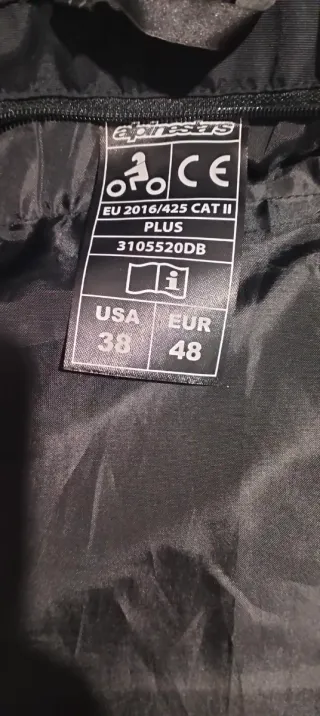 alpinestars
CE
EU 2016/425 CAT II
PLUS
3105520DB
i
USA EUR
38 48